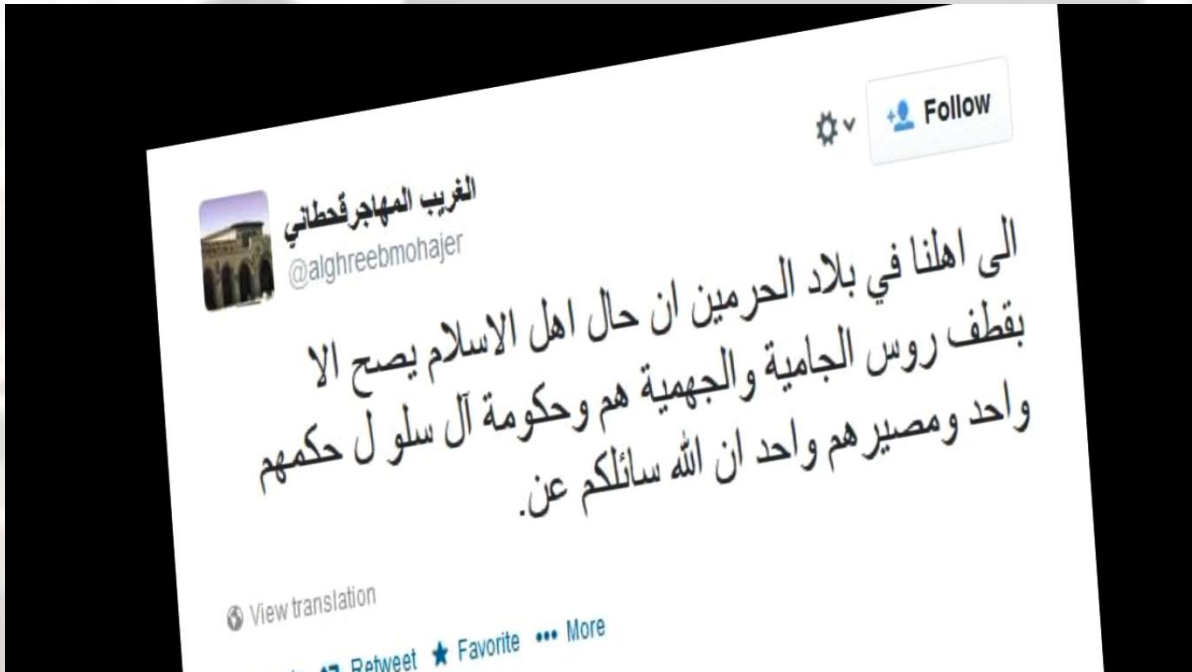 Follow
الغريب المهاجرقحطاني
@alghreebmohajer
الى اهلنا في بلاد الحرمين ان حال اهل الاسلام يصح الا
بقطف روس الجامية والجهمية هم وحكومة آل سلو ل حكمهم
واحد ومصيرهم واحد ان الله سائلكم عن.
View translation
Retweet Favorite More